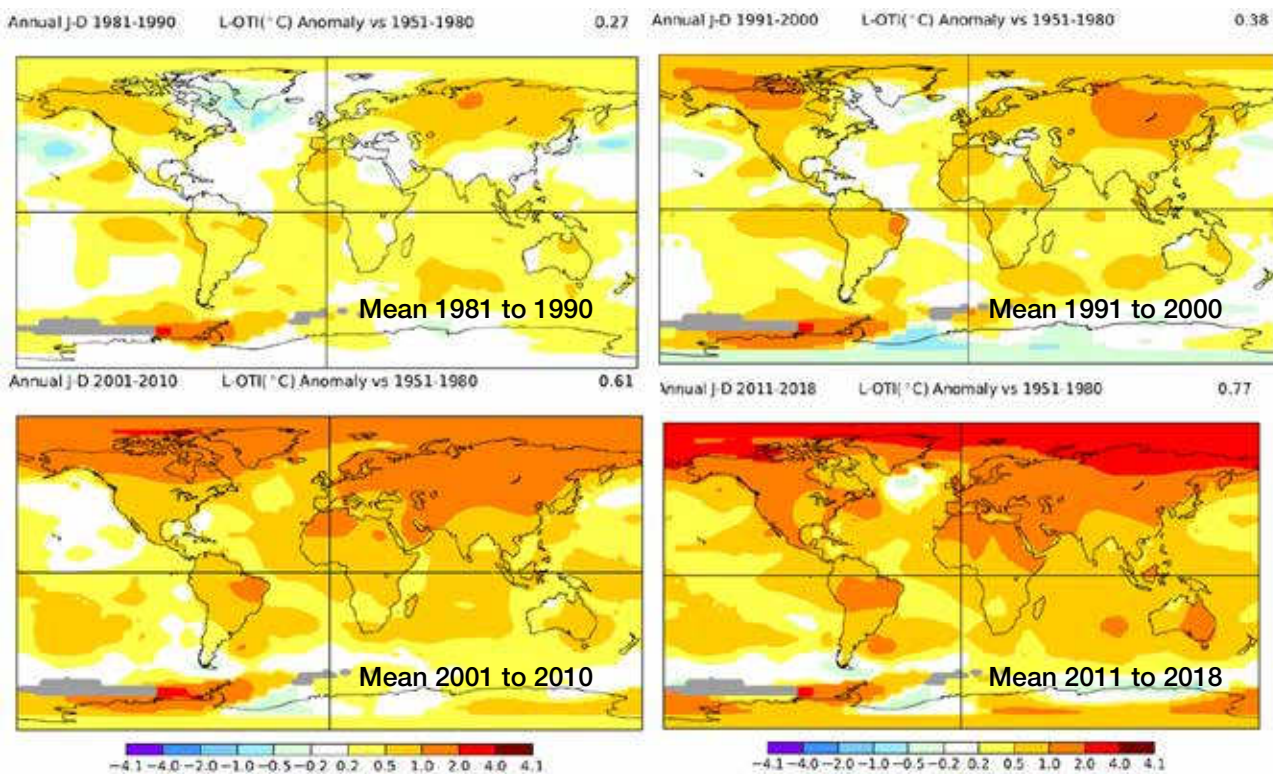 Annual J-D 1981-1990 L-OTI(°C) Anomaly vs 1951-1980 0.27
Annual J-D 1991-2000 L-OTI(°C) Anomaly vs 1951-1980 0.38
Mean 1981 to 1990
Mean 1991 to 2000
Annual J-D 2001-2010 L-OTI(°C) Anomaly vs 1951-1980 0.61
Annual J-D 2011-2018 L-OTI(°C) Anomaly vs 1951-1980 0.77
Mean 2001 to 2010
Mean 2011 to 2018
-4.1 -4.0 -2.0 -1.0 -0.5 -0.2 0.2 0.5 1.0 2.0 4.0 4.1
-4.1 -4.0 -2.0 -1.0 -0.5 -0.2 0.2 0.5 1.0 2.0 4.0 4.1